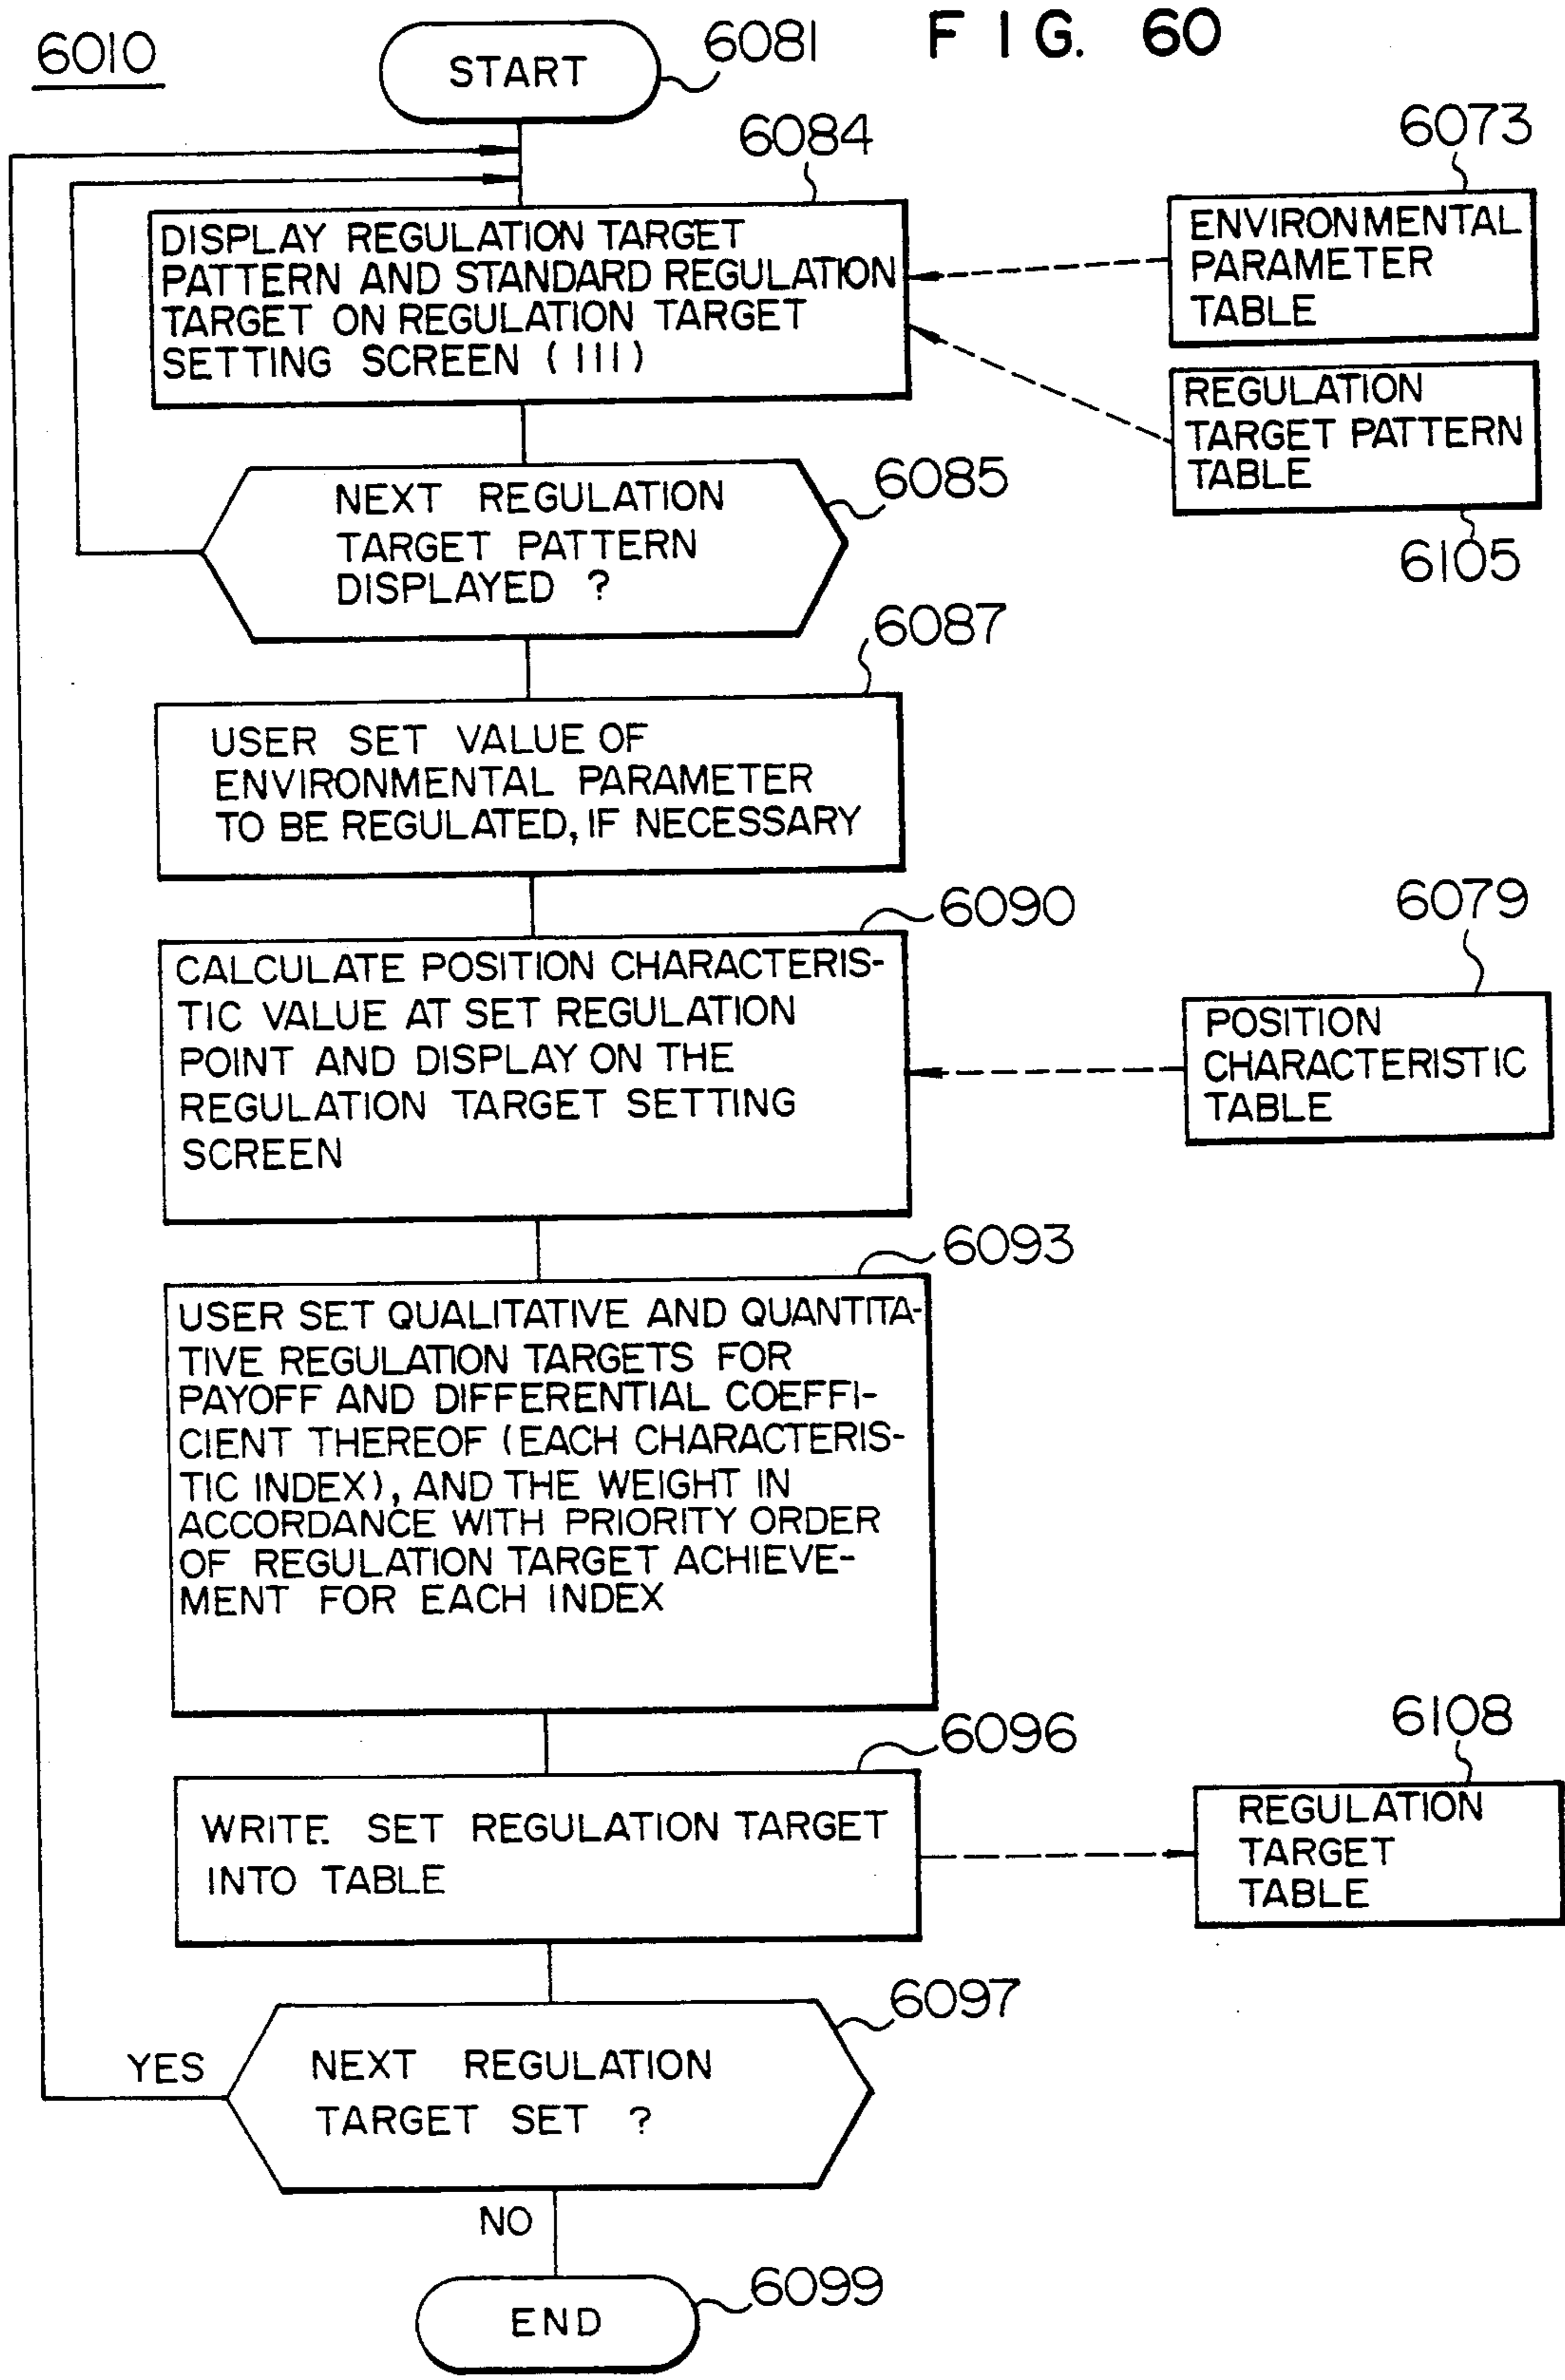 FIG. 60
6010
START
6081
6084
DISPLAY REGULATION TARGET
PATTERN AND STANDARD REGULATION
TARGET ON REGULATION TARGET
SETTING SCREEN (III)
6073
ENVIRONMENTAL
PARAMETER
TABLE
REGULATION
TARGET PATTERN
TABLE
6105
6085
NEXT REGULATION
TARGET PATTERN
DISPLAYED ?
6087
USER SET VALUE OF
ENVIRONMENTAL PARAMETER
TO BE REGULATED, IF NECESSARY
6090
CALCULATE POSITION CHARACTERIS-
TIC VALUE AT SET REGULATION
POINT AND DISPLAY ON THE
REGULATION TARGET SETTING
SCREEN
6079
POSITION
CHARACTERISTIC
TABLE
6093
USER SET QUALITATIVE AND QUANTITA-
TIVE REGULATION TARGETS FOR
PAYOFF AND DIFFERENTIAL COEFFI-
CIENT THEREOF (EACH CHARACTERIS-
TIC INDEX), AND THE WEIGHT IN
ACCORDANCE WITH PRIORITY ORDER
OF REGULATION TARGET ACHIEVE-
MENT FOR EACH INDEX
6096
WRITE SET REGULATION TARGET
INTO TABLE
6108
REGULATION
TARGET
TABLE
6097
YES
NEXT REGULATION
TARGET SET ?
NO
END
6099